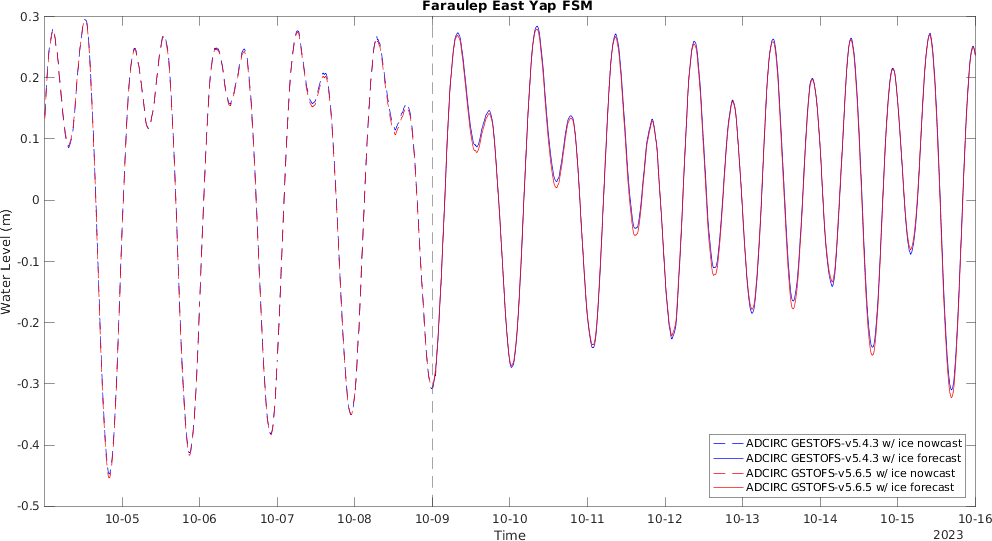 Faraulep East Yap FSM
0.3
0.2
0.1
0
-0.1
-0.2
-0.3
-0.4
-0.5
Water Level (m)
ADCIRC GESTOFS-v5.4.3 w/ ice nowcast
ADCIRC GESTOFS-v5.4.3 w/ ice forecast
ADCIRC GSTOFS-v5.6.5 w/ ice nowcast
ADCIRC GSTOFS-v5.6.5 w/ ice forecast
10-05 10-06 10-07 10-08 10-09 10-10 10-11 10-12 10-13 10-14 10-15 10-16
Time
2023